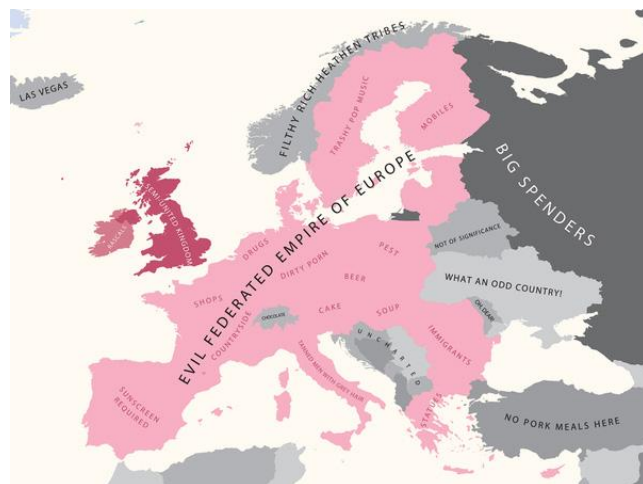 LAS VEGAS
FILTHY RICH HEATHEN TRIBES
TRASHY POP MUSIC
MOBILES
BIG SPENDERS
SEMI-UNITED KINGDOM
RASCALS
EVIL FEDERATED EMPIRE OF EUROPE
DRUGS
DIRTY PORN
PEST
NOT OF SIGNIFICANCE
WHAT AN ODD COUNTRY!
OH, DEAR!
SHOPS
COUNTRYSIDE
BEER
CHOCOLATE
CAKE
SOUP
UNCHARTED
IMMIGRANTS
TANNED MEN WITH GREY HAIR
SUNSCREEN
REQUIRED
STATUES
NO PORK MEALS HERE